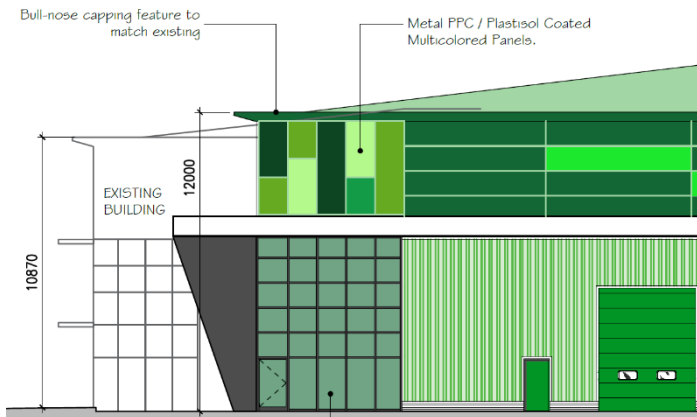 Bull-nose capping feature to
match existing
Metal PPC / Plastisol Coated
Multicolored Panels.
EXISTING
BUILDING
12000
10870